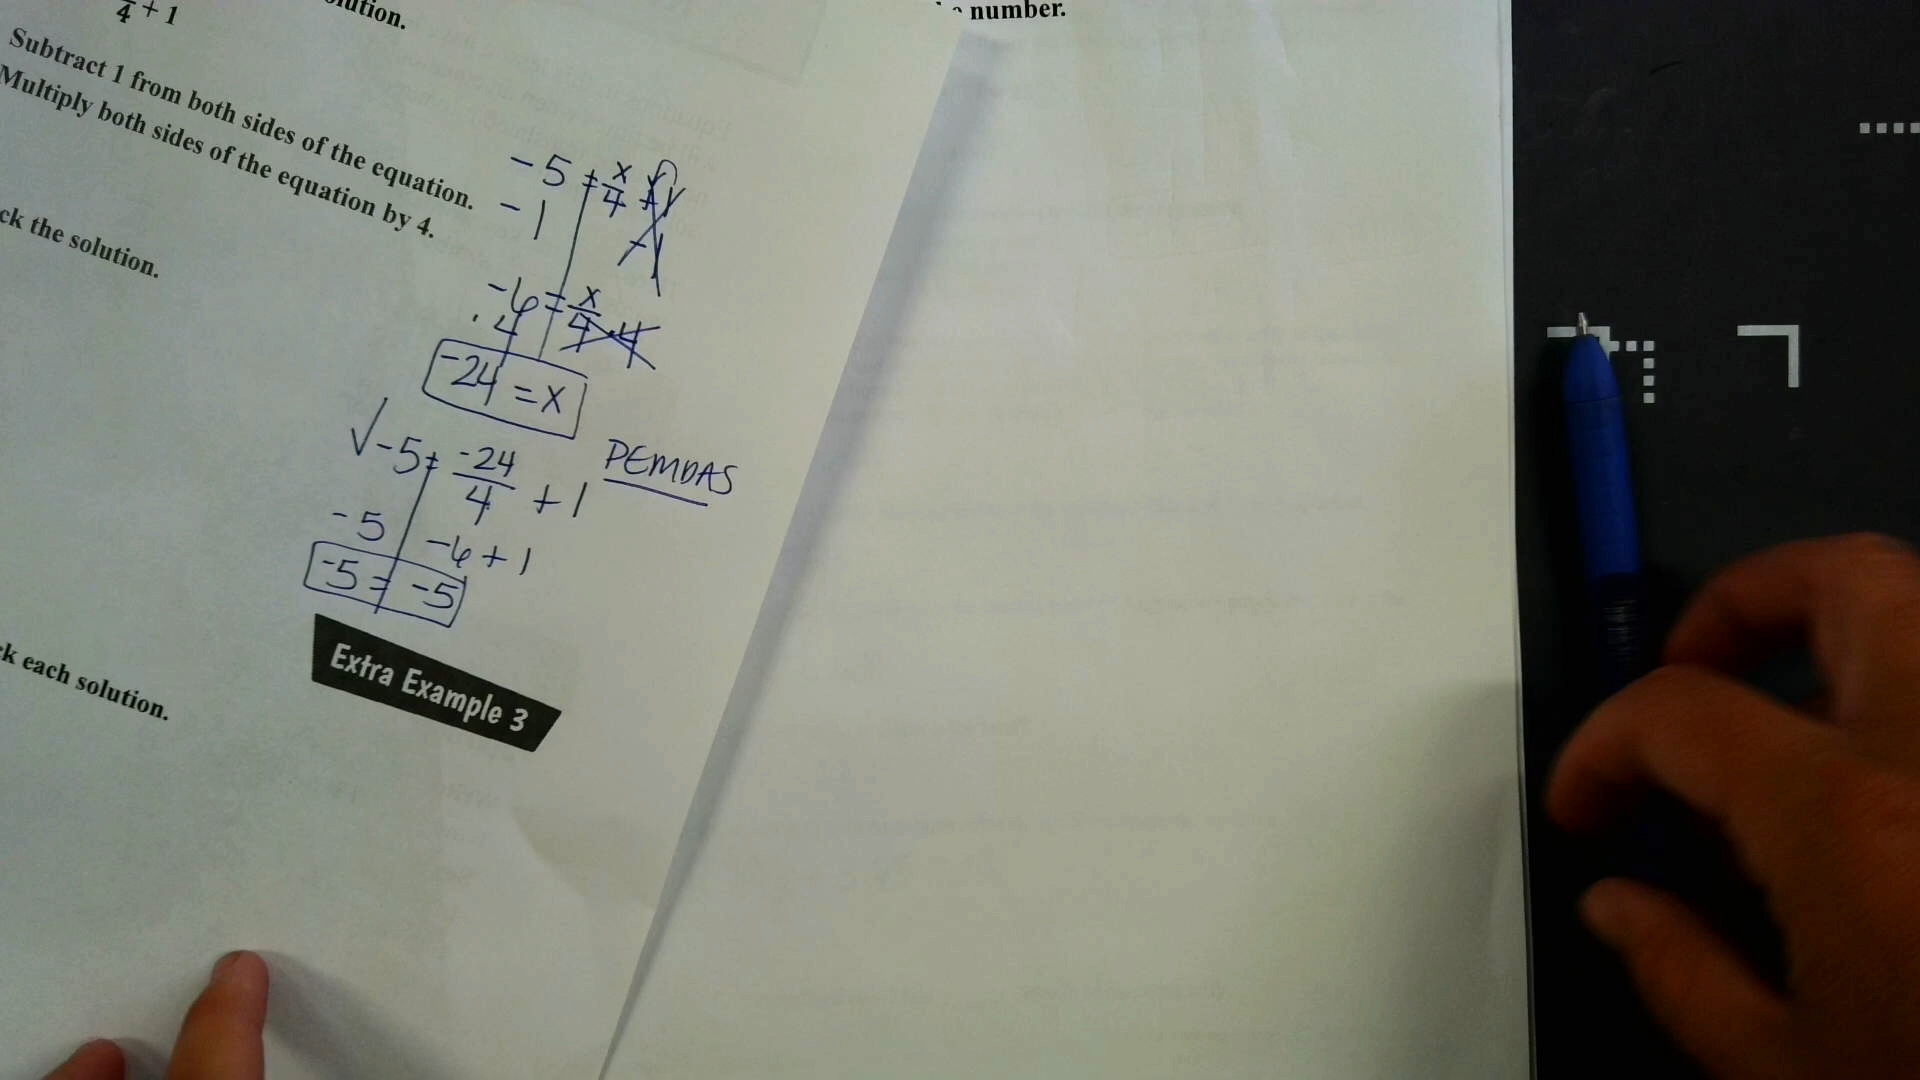 4 + 1
number.
Subtract 1 from both sides of the equation.
Multiply both sides of the equation by 4.
-5 = x/4 + 1
-1 -1
-6 = x/4 · 4
· 4
-24 = x
the solution.
√ -5 = -24/4 + 1 PEMDAS
-5 -6 + 1
-5 = -5
Extra Example 3
each solution.